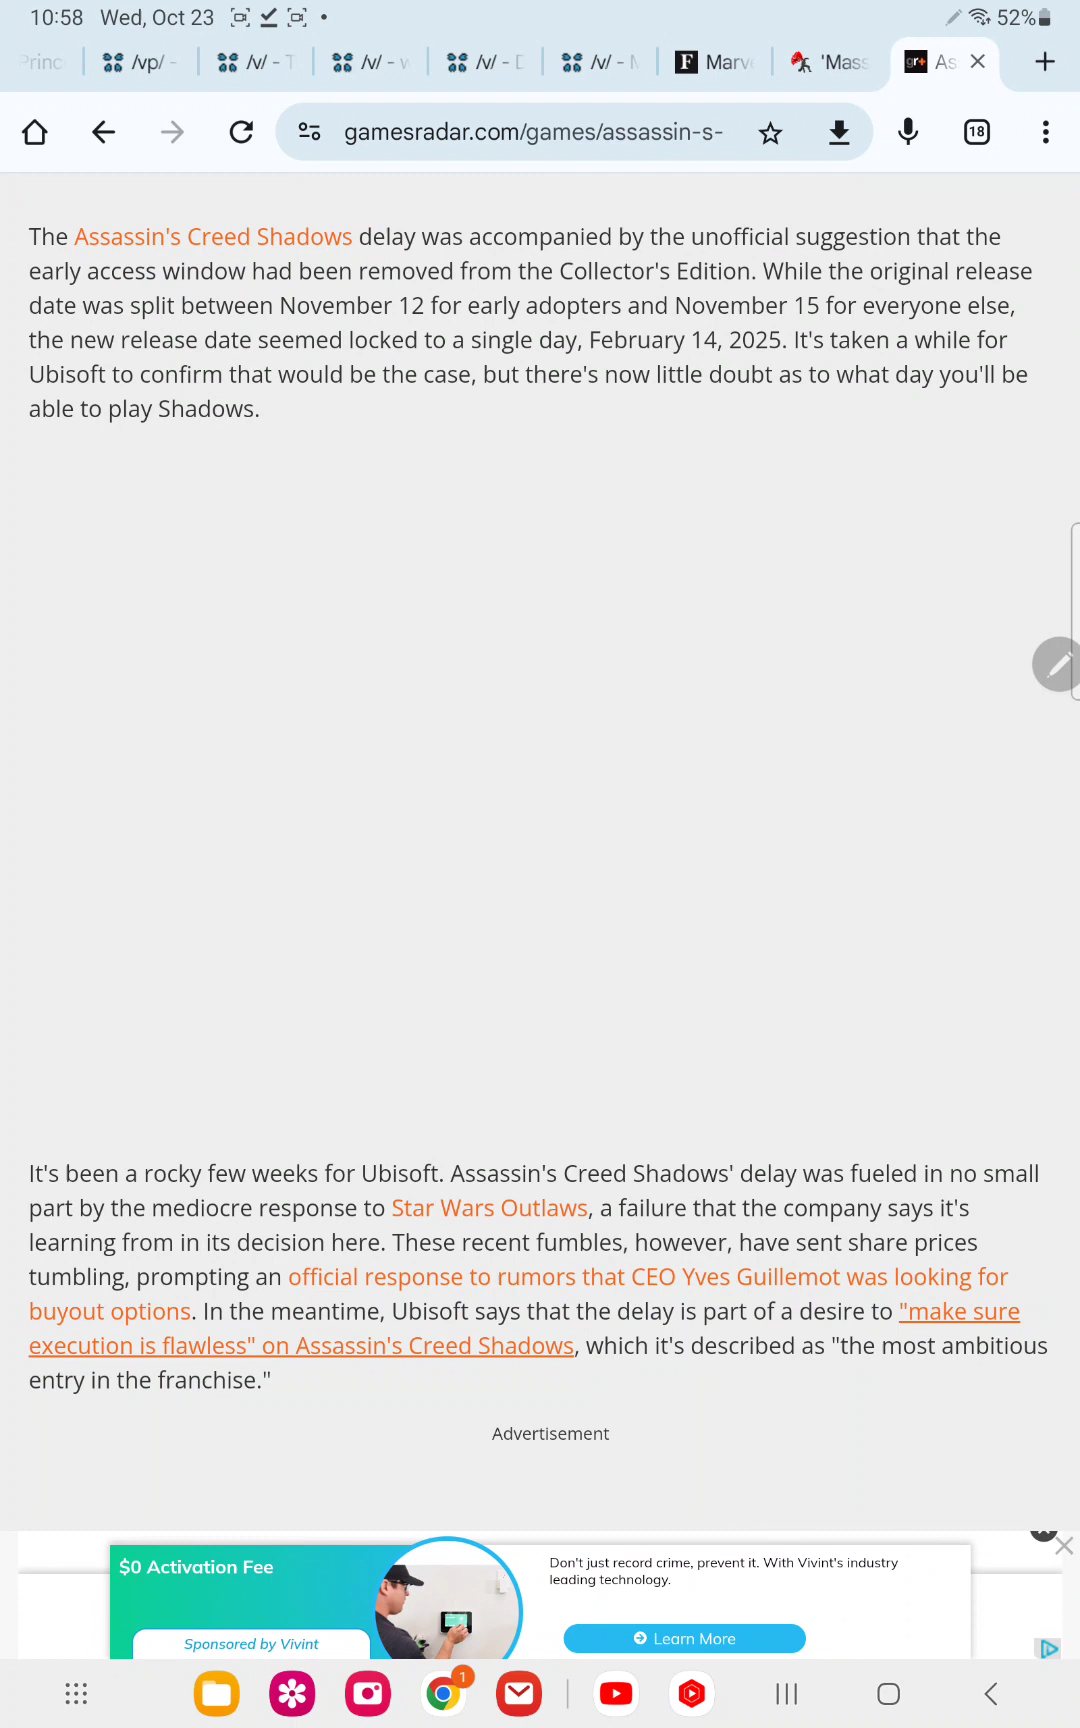 10:58 Wed, Oct 23 52%
Princ /vp/ - /v/ - T /v/ - w /v/ - D /v/ - F Marv 'Mass gr+ As
gamesradar.com/games/assassin-s- 18
The Assassin's Creed Shadows delay was accompanied by the unofficial suggestion that the
early access window had been removed from the Collector's Edition. While the original release
date was split between November 12 for early adopters and November 15 for everyone else,
the new release date seemed locked to a single day, February 14, 2025. It's taken a while for
Ubisoft to confirm that would be the case, but there's now little doubt as to what day you'll be
able to play Shadows.
It's been a rocky few weeks for Ubisoft. Assassin's Creed Shadows' delay was fueled in no small
part by the mediocre response to Star Wars Outlaws, a failure that the company says it's
learning from in its decision here. These recent fumbles, however, have sent share prices
tumbling, prompting an official response to rumors that CEO Yves Guillemot was looking for
buyout options. In the meantime, Ubisoft says that the delay is part of a desire to "make sure
execution is flawless" on Assassin's Creed Shadows, which it's described as "the most ambitious
entry in the franchise."
Advertisement
$0 Activation Fee
Don't just record crime, prevent it. With Vivint's industry
leading technology.
Learn More
Sponsored by Vivint
1